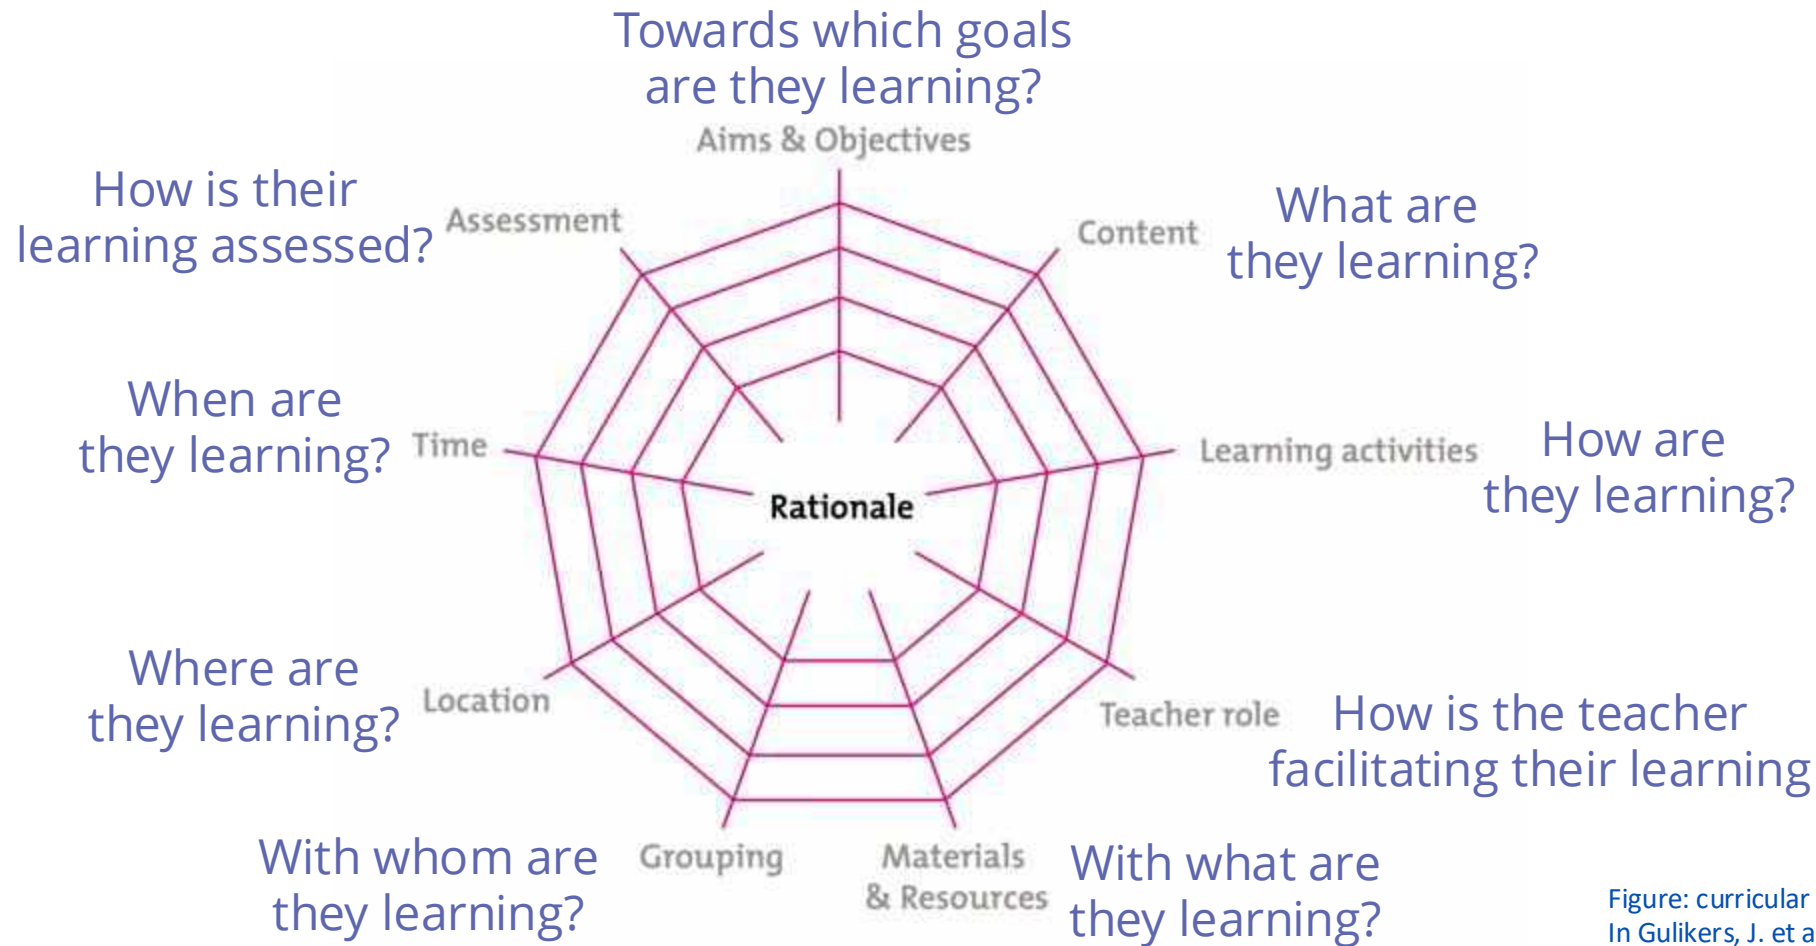 Towards which goals
are they learning?
Aims & Objectives
How is their
learning assessed?
Assessment
Content
What are
they learning?
When are
they learning?
Time
Learning activities
How are
they learning?
Rationale
Where are
they learning?
Location
Teacher role
How is the teacher
facilitating their learning
With whom are
they learning?
Grouping
Materials
& Resources
With what are
they learning?
Figure: curricular
In Gulikers, J. et a